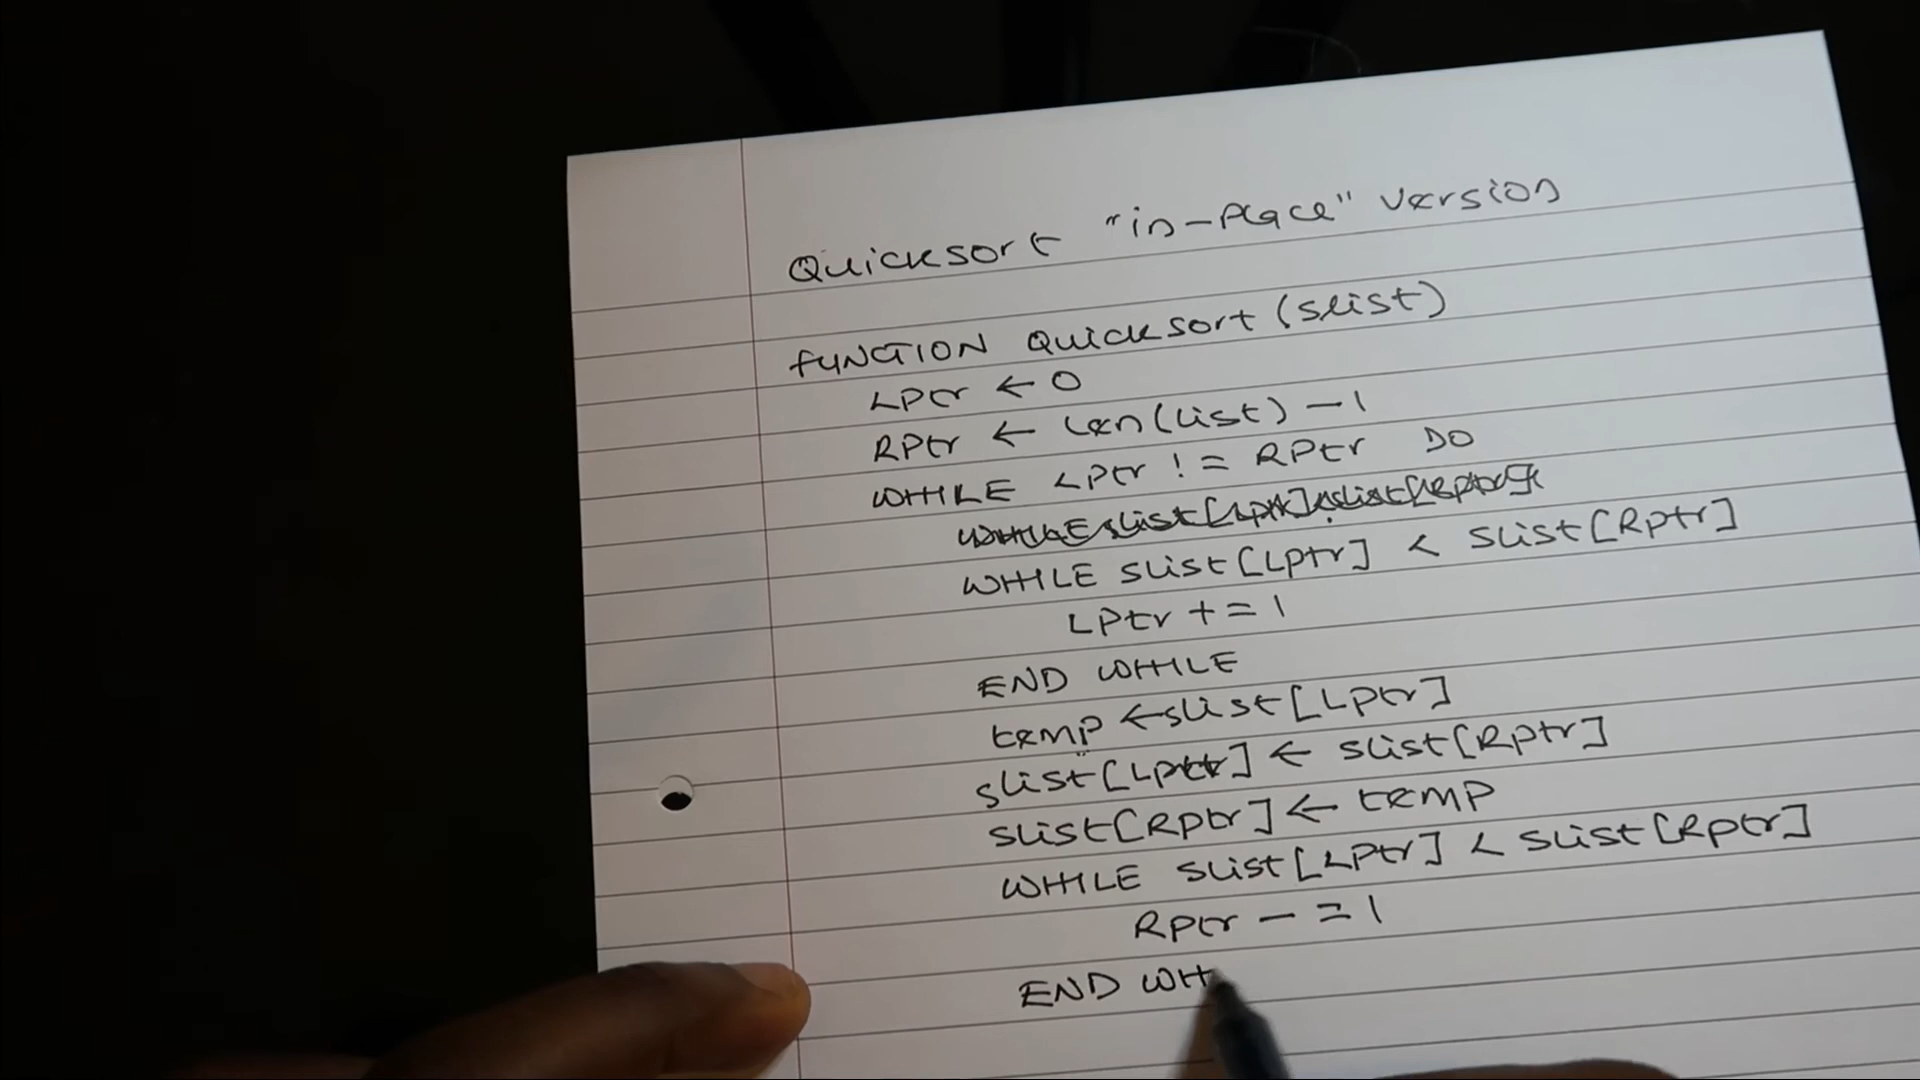 Quicksort "in-place" version
FUNCTION Quicksort (slist)
LPtr ← 0
RPtr ← len(list) - 1
WHILE LPtr != RPtr DO
WHILE slist[LPtr] < slist[Rptr]
LPtr += 1
END WHILE
temp ← slist[Lptr]
slist[Lptr] ← slist[Rptr]
slist[Rptr] ← temp
WHILE slist[LPtr] < slist[Rptr]
Rptr -= 1
END WH